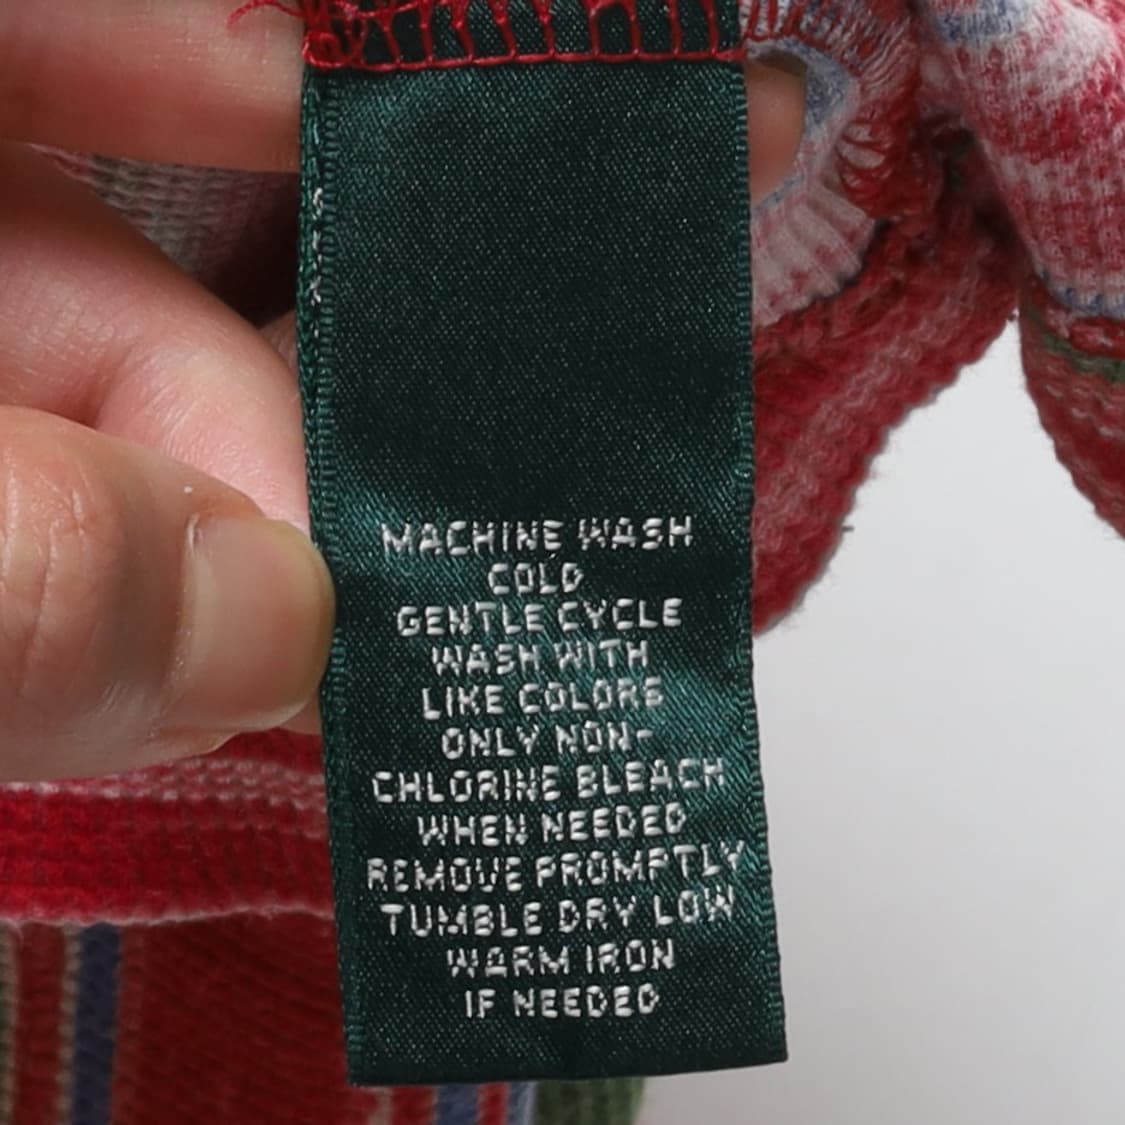 MACHINE WASH
COLD
GENTLE CYCLE
WASH WITH
LIKE COLORS
ONLY NON-
CHLORINE BLEACH
WHEN NEEDED
REMOVE PROMPTLY
TUMBLE DRY LOW
WARM IRON
IF NEEDED